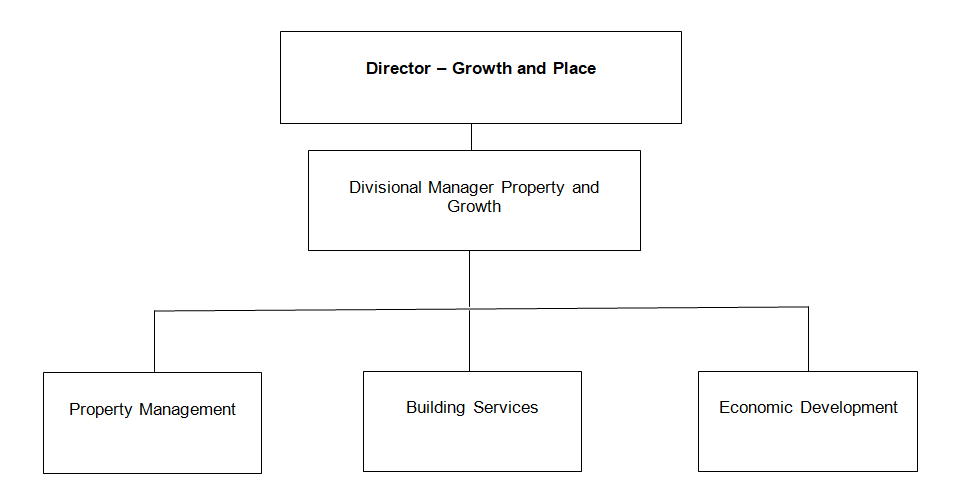 Director – Growth and Place
Divisional Manager Property and
Growth
Property Management
Building Services
Economic Development